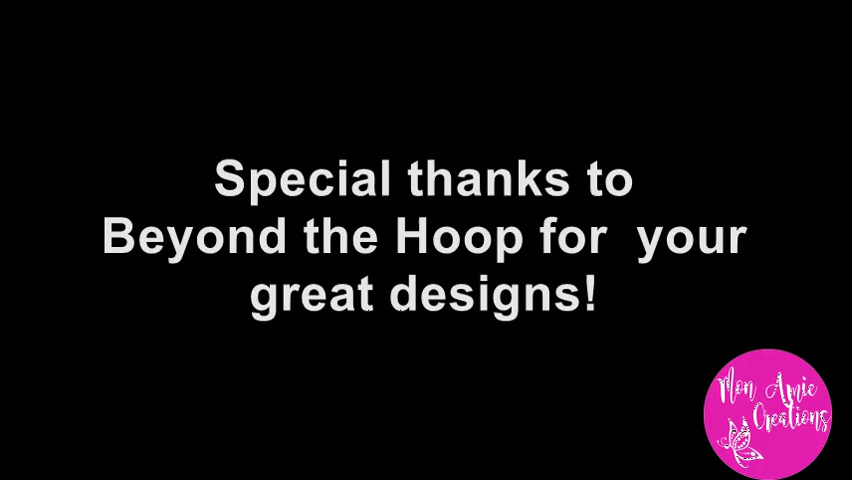 Special thanks to
Beyond the Hoop for  your
great designs!
Mon Amie
Creations